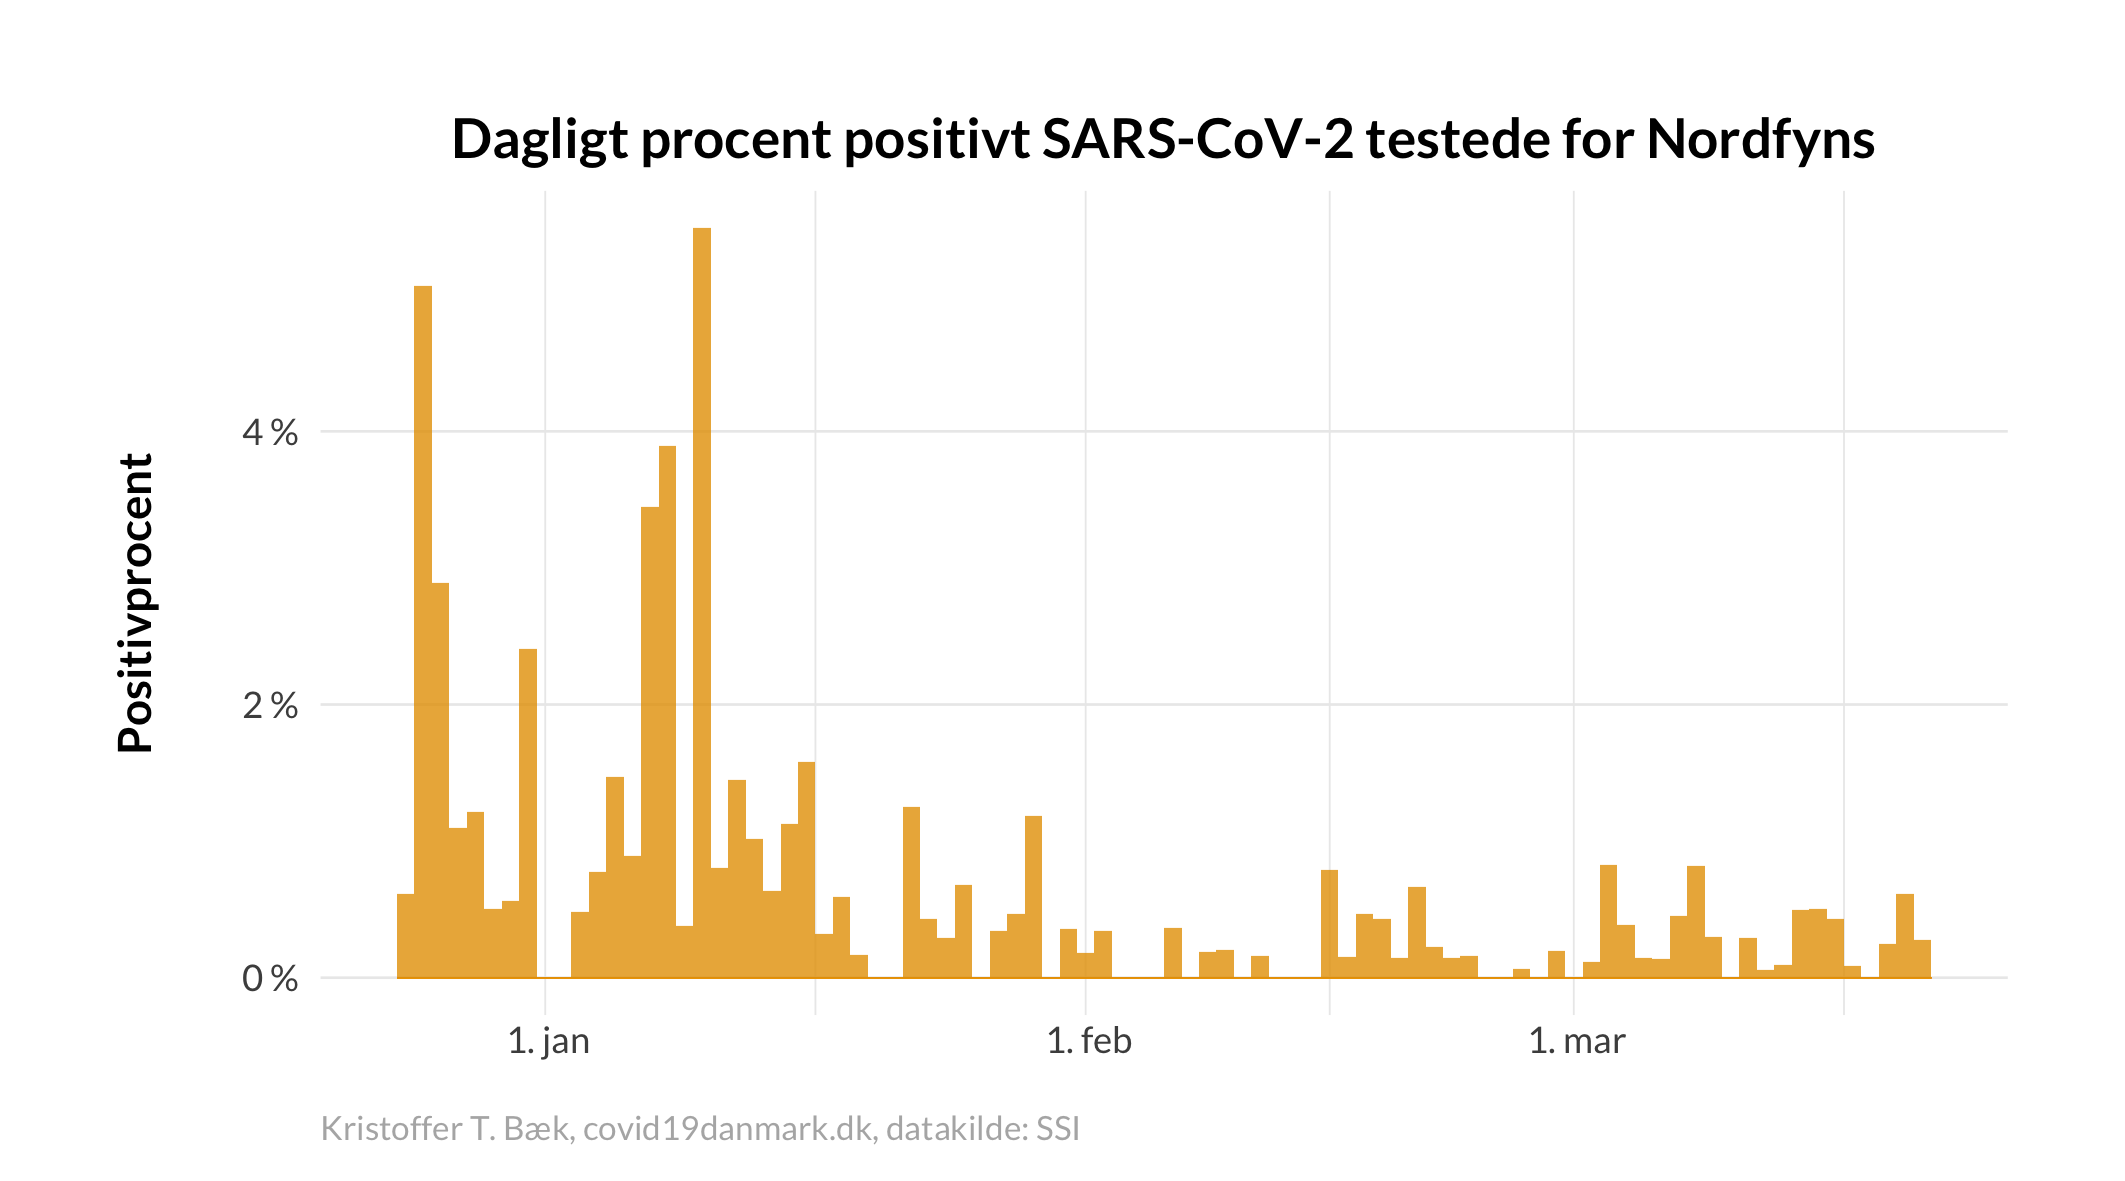 Dagligt procent positivt SARS-CoV-2 testede for Nordfyns
Positivprocent
4 %
2 %
0 %
1. jan
1. feb
1. mar
Kristoffer T. Bæk, covid19danmark.dk, datakilde: SSI